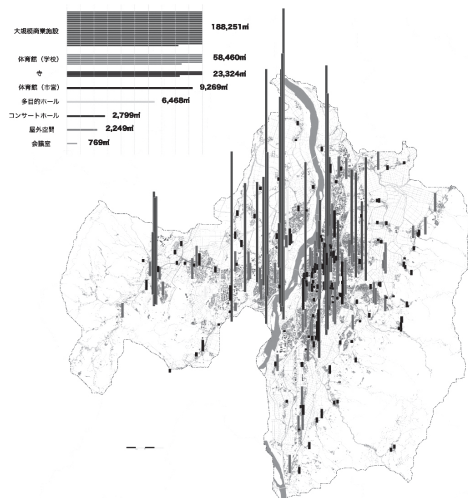 大規模商業施設 188,251㎡
体育館（学校） 58,460㎡
寺 23,324㎡
体育館（市営） 9,269㎡
多目的ホール 6,468㎡
コンサートホール 2,799㎡
屋外空間 2,249㎡
会議室 769㎡